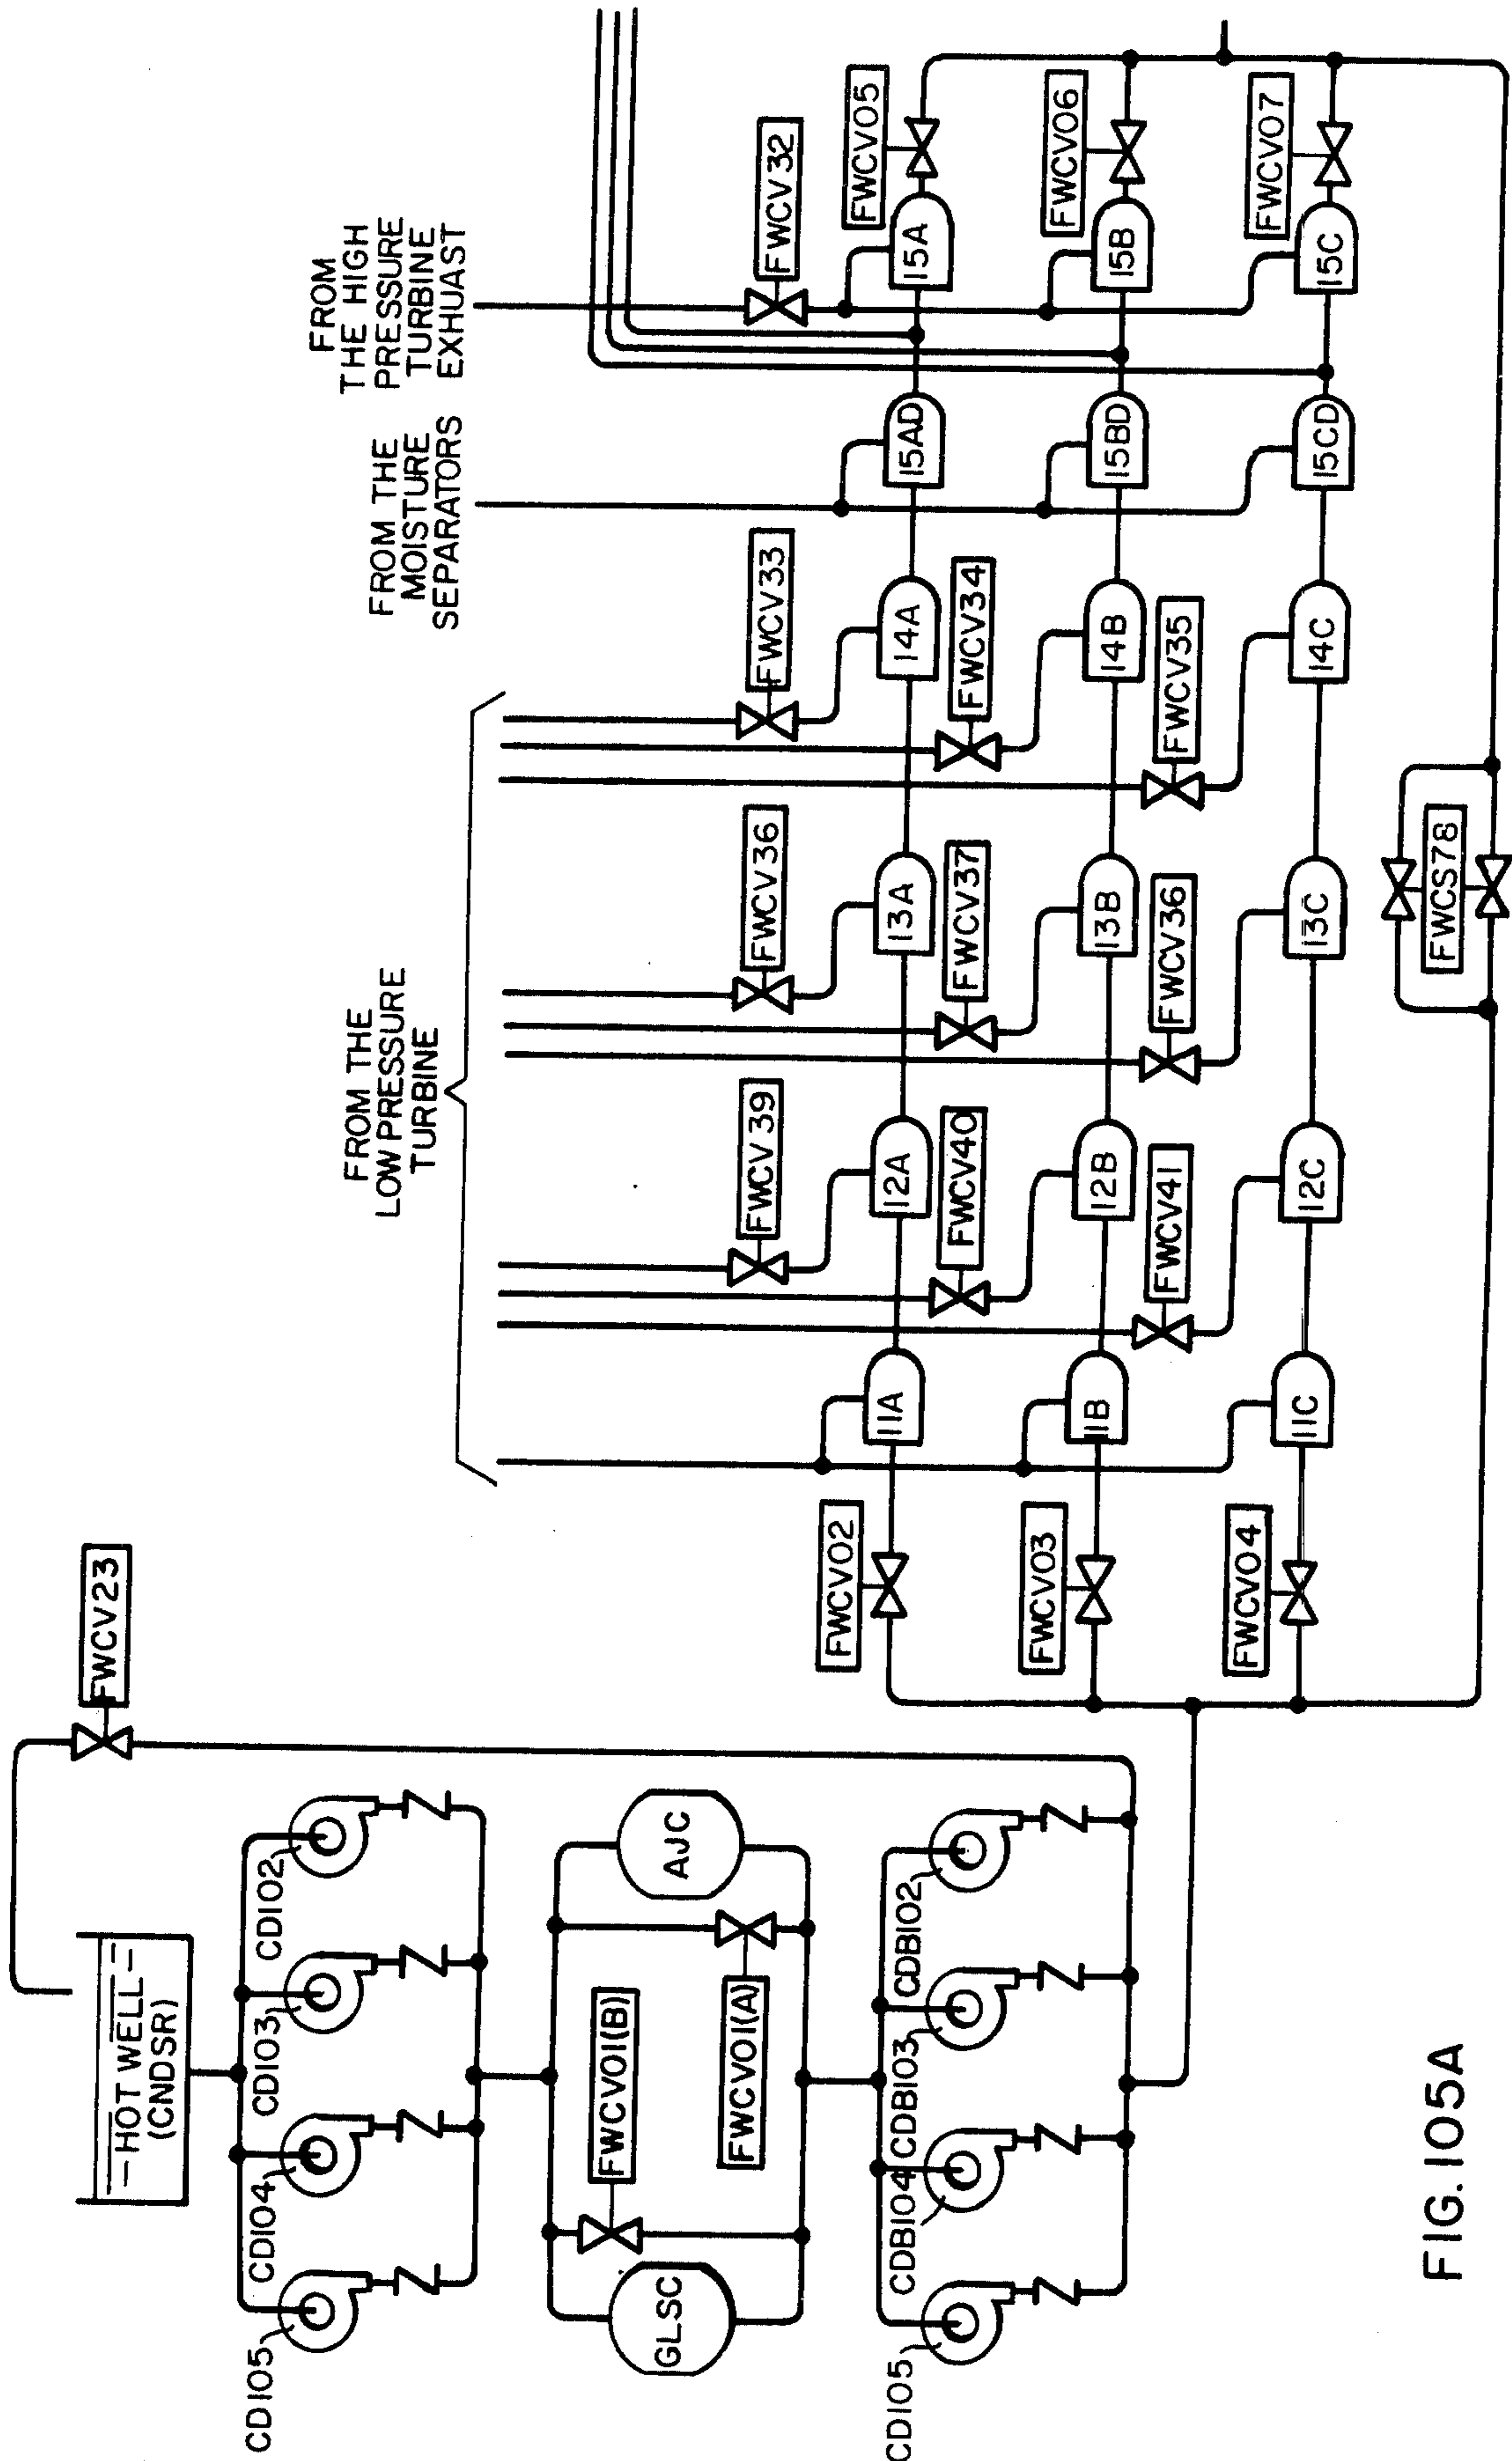 FWCV23
-HOT WELL-
(CNDSR)
CD105
CD104
CD103
CD102
GLSC
FWCV01(B)
FWCV01(A)
AJC
CD105
CDB104
CDB103
CDB102
FROM THE
LOW PRESSURE
TURBINE
FROM THE
MOISTURE
SEPARATORS
FROM
THE HIGH
PRESSURE
TURBINE
EXHUAST
FWCV39
FWCV36
FWCV33
FWCV32
FWCV02
11A
12A
13A
14A
15AD
15A
FWCV05
FWCV40
FWCV37
FWCV34
FWCV03
11B
12B
13B
14B
15BD
15B
FWCV06
FWCV41
FWCV36
FWCV35
FWCV04
11C
12C
13C
14C
15CD
15C
FWCV07
FWCS78
FIG. 105A